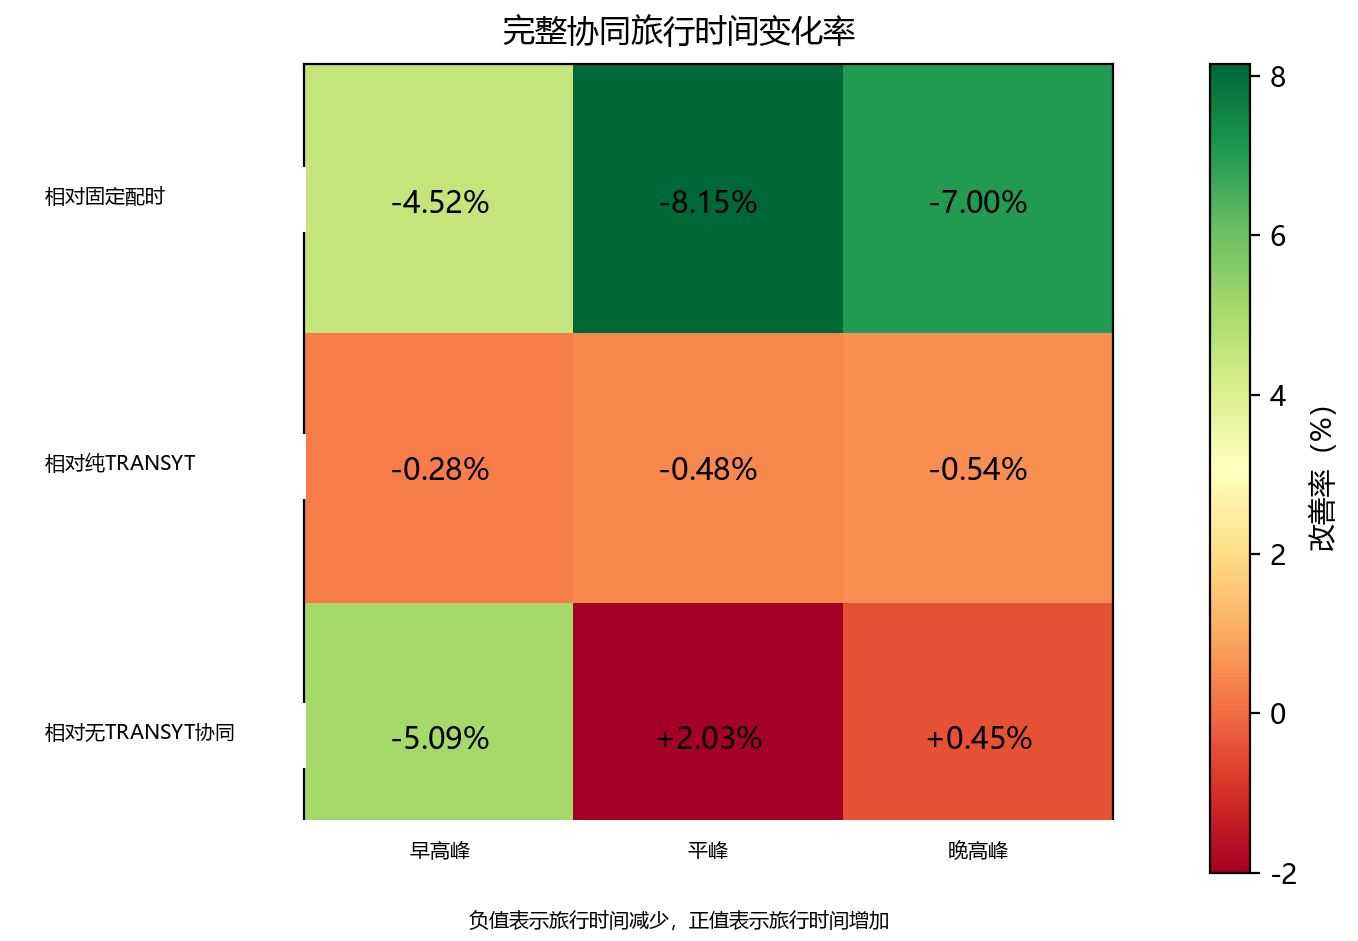 完整协同旅行时间变化率
相对固定配时
-4.52%
-8.15%
-7.00%
相对纯TRANSYT
-0.28%
-0.48%
-0.54%
相对无TRANSYT协同
-5.09%
+2.03%
+0.45%
早高峰
平峰
晚高峰
负值表示旅行时间减少，正值表示旅行时间增加
8
6
4
2
0
-2
改善率（%）